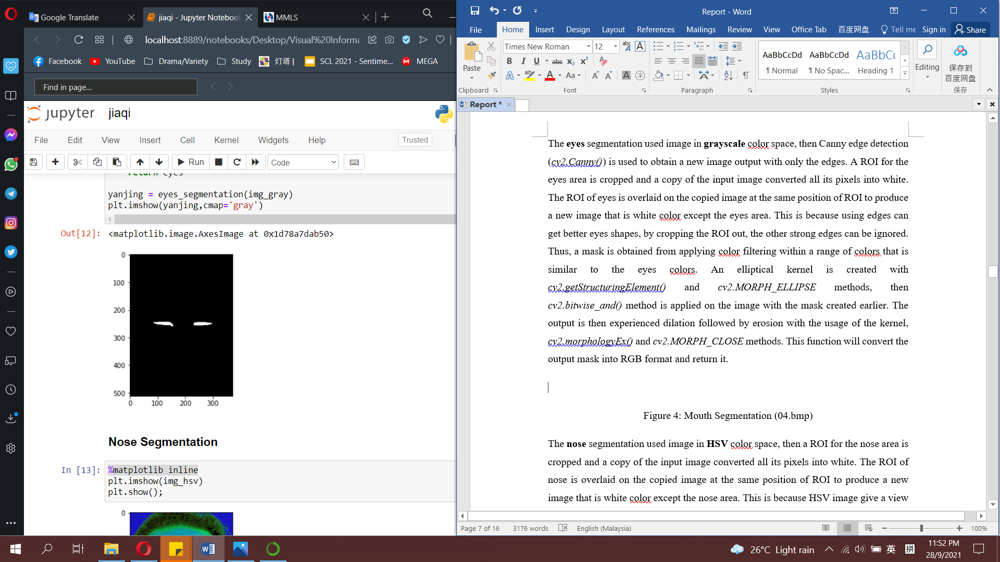 Google Translate
jiaqi - Jupyter Notebook
MMLS
localhost:8889/notebooks/Desktop/Visual%20Informa
Facebook
YouTube
Drama/Variety
Study
灯塔 |
SCL 2021 - Sentime...
MEGA
Find in page...
jupyter
jiaqi
File
Edit
View
Insert
Cell
Kernel
Widgets
Help
Trusted
Run
Code
return eyes
yanjing = eyes_segmentation(img_gray)
plt.imshow(yanjing,cmap='gray')
Out[12]:
<matplotlib.image.AxesImage at 0x1d78a7dab50>
0
100
200
300
400
500
0
100
200
300
Nose Segmentation
In [13]:
%matplotlib inline
plt.imshow(img_hsv)
plt.show();
0
Report - Word
File
Home
Insert
Design
Layout
References
Mailings
Review
View
Office Tab
百度网盘
Tell me
Sign in
Share
Paste
Clipboard
Times New Roman
12
Font
Paragraph
AaBbCcDd
¶ Normal
AaBbCcDd
¶ No Spac...
AaBbCc
Heading 1
Styles
Editing
保存到
百度网盘
保存
Report *
The eyes segmentation used image in grayscale color space, then Canny edge detection
(cv2.Canny()) is used to obtain a new image output with only the edges. A ROI for the
eyes area is cropped and a copy of the input image converted all its pixels into white.
The ROI of eyes is overlaid on the copied image at the same position of ROI to produce
a new image that is white color except the eyes area. This is because using edges can
get better eyes shapes, by cropping the ROI out, the other strong edges can be ignored.
Thus, a mask is obtained from applying color filtering within a range of colors that is
similar to the eyes colors. An elliptical kernel is created with
cv2.getStructuringElement() and cv2.MORPH_ELLIPSE methods, then
cv2.bitwise_and() method is applied on the image with the mask created earlier. The
output is then experienced dilation followed by erosion with the usage of the kernel,
cv2.morphologyEx() and cv2.MORPH_CLOSE methods. This function will convert the
output mask into RGB format and return it.
Figure 4: Mouth Segmentation (04.bmp)
The nose segmentation used image in HSV color space, then a ROI for the nose area is
cropped and a copy of the input image converted all its pixels into white. The ROI of
nose is overlaid on the copied image at the same position of ROI to produce a new
image that is white color except the nose area. This is because HSV image give a view
Page 7 of 16
3176 words
English (Malaysia)
100%
26°C Light rain
英
拼
11:52 PM
28/9/2021